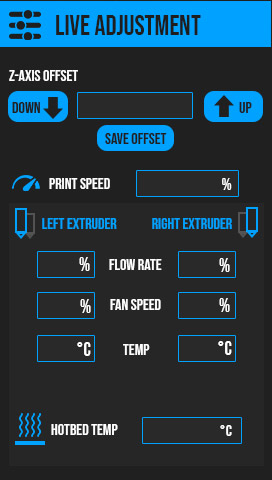 LIVE ADJUSTMENT
Z-AXIS OFFSET
DOWN UP
SAVE OFFSET
PRINT SPEED %
LEFT EXTRUDER RIGHT EXTRUDER
% FLOW RATE %
% FAN SPEED %
°C TEMP °C
HOTBED TEMP °C